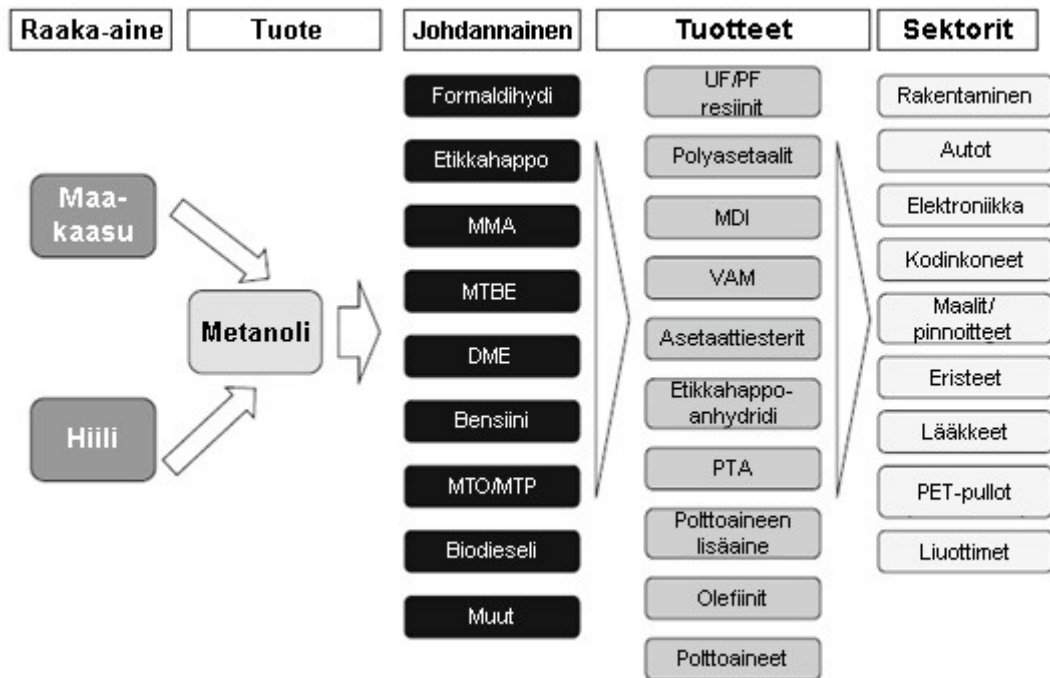 Raaka-aine
Tuote
Johdannainen
Tuotteet
Sektorit
Maa-
kaasu
Hiili
Metanoli
Formaldihydi
Etikkahappo
MMA
MTBE
DME
Bensiini
MTO/MTP
Biodieseli
Muut
UF/PF
resiinit
Polyasetaalit
MDI
VAM
Asetaattiesterit
Etikkahappo-
anhydridi
PTA
Polttoaineen
lisäaine
Olefiinit
Polttoaineet
Rakentaminen
Autot
Elektroniikka
Kodinkoneet
Maalit/
pinnoitteet
Eristeet
Lääkkeet
PET-pullot
Liuottimet